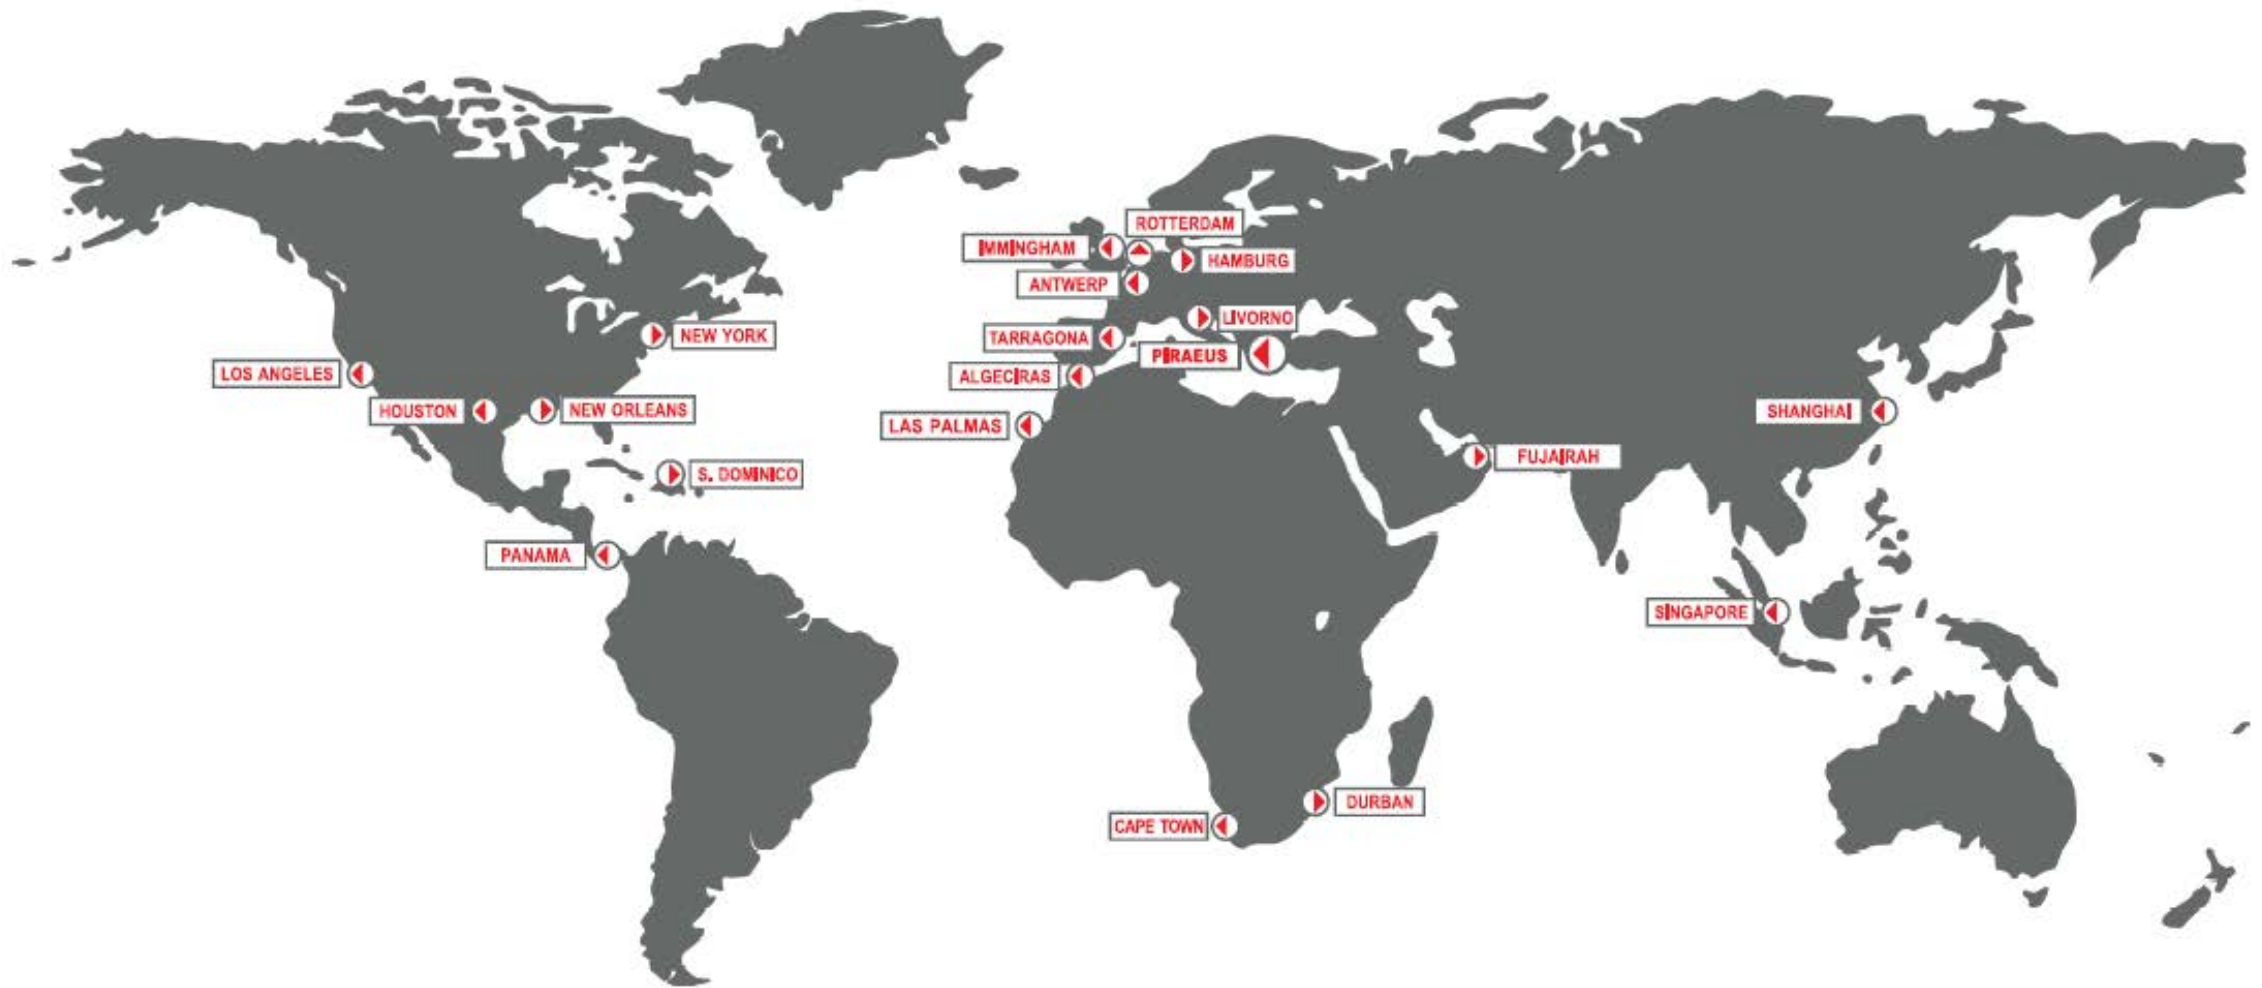 ROTTERDAM
IMMINGHAM
HAMBURG
ANTWERP
LIVORNO
NEW YORK
TARRAGONA
PIRAEUS
LOS ANGELES
ALGECIRAS
HOUSTON
NEW ORLEANS
SHANGHAI
LAS PALMAS
FUJAIRAH
S. DOMINICO
PANAMA
SINGAPORE
DURBAN
CAPE TOWN